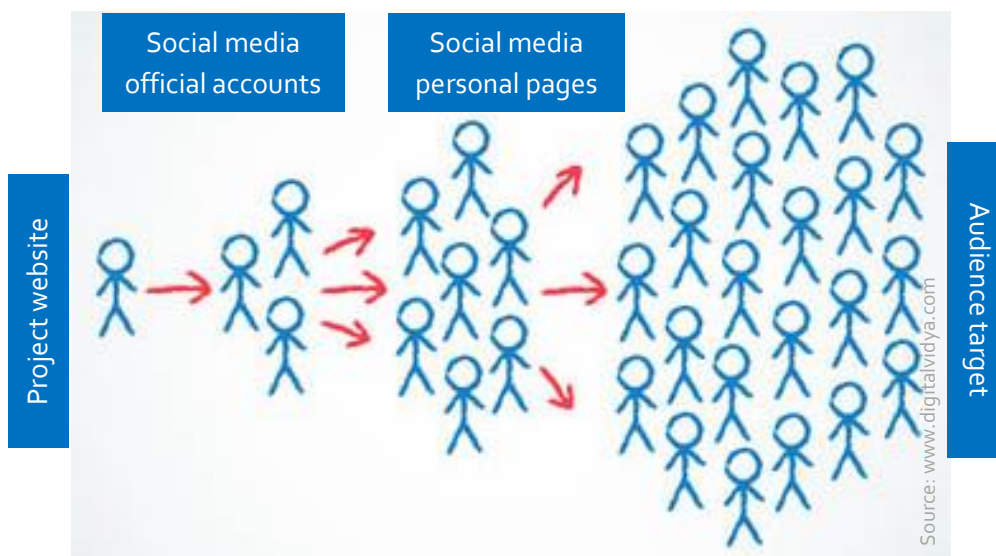 Social media
official accounts
Social media
personal pages
Project website
Audience target
Source: www.digitalvidya.com